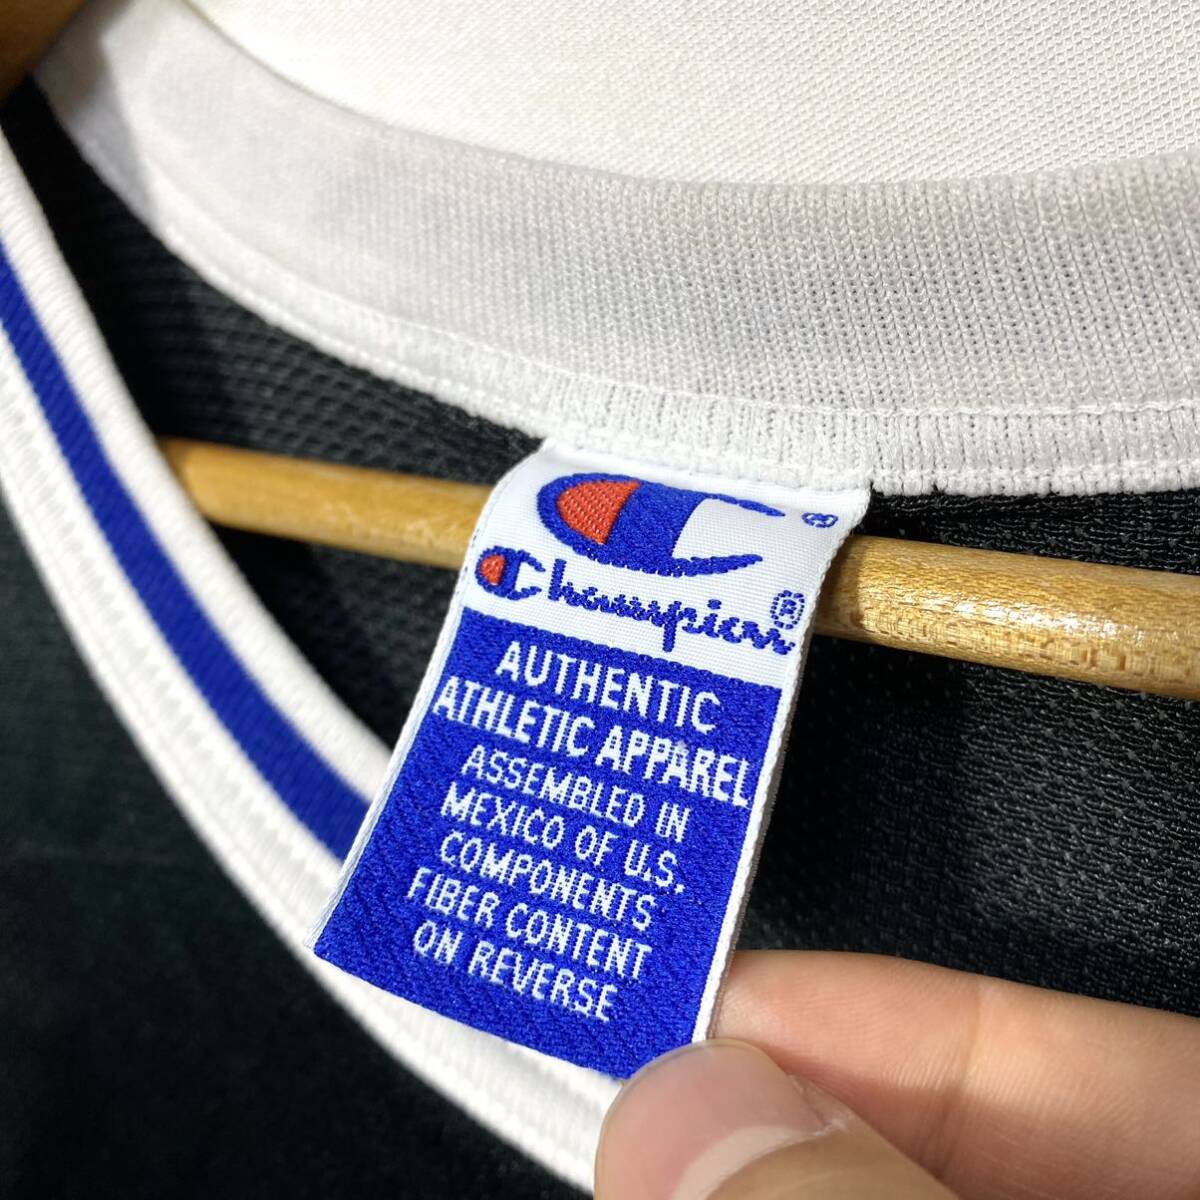 Champion®
AUTHENTIC
ATHLETIC APPAREL
ASSEMBLED IN
MEXICO OF U.S.
COMPONENTS
FIBER CONTENT
ON REVERSE